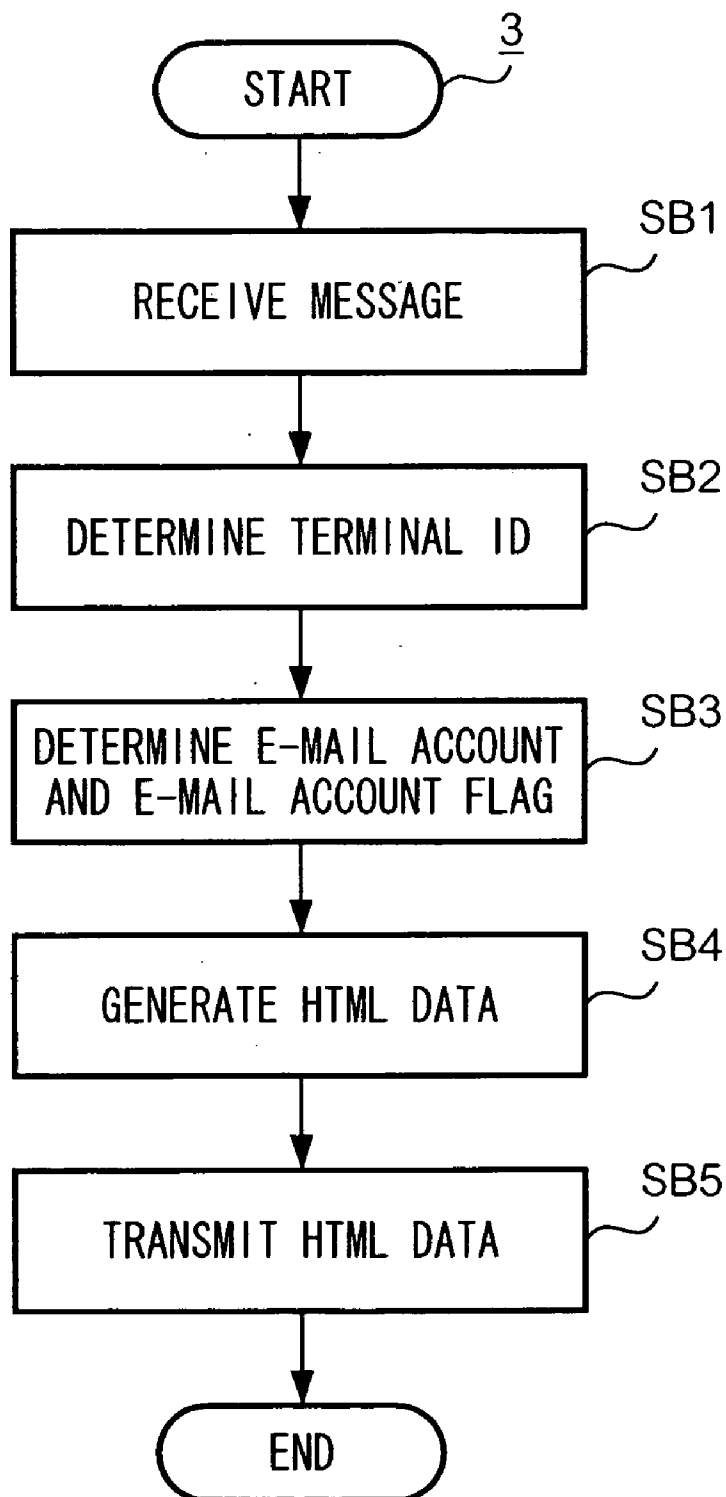 3
START
SB1
RECEIVE MESSAGE
SB2
DETERMINE TERMINAL ID
SB3
DETERMINE E-MAIL ACCOUNT
AND E-MAIL ACCOUNT FLAG
SB4
GENERATE HTML DATA
SB5
TRANSMIT HTML DATA
END